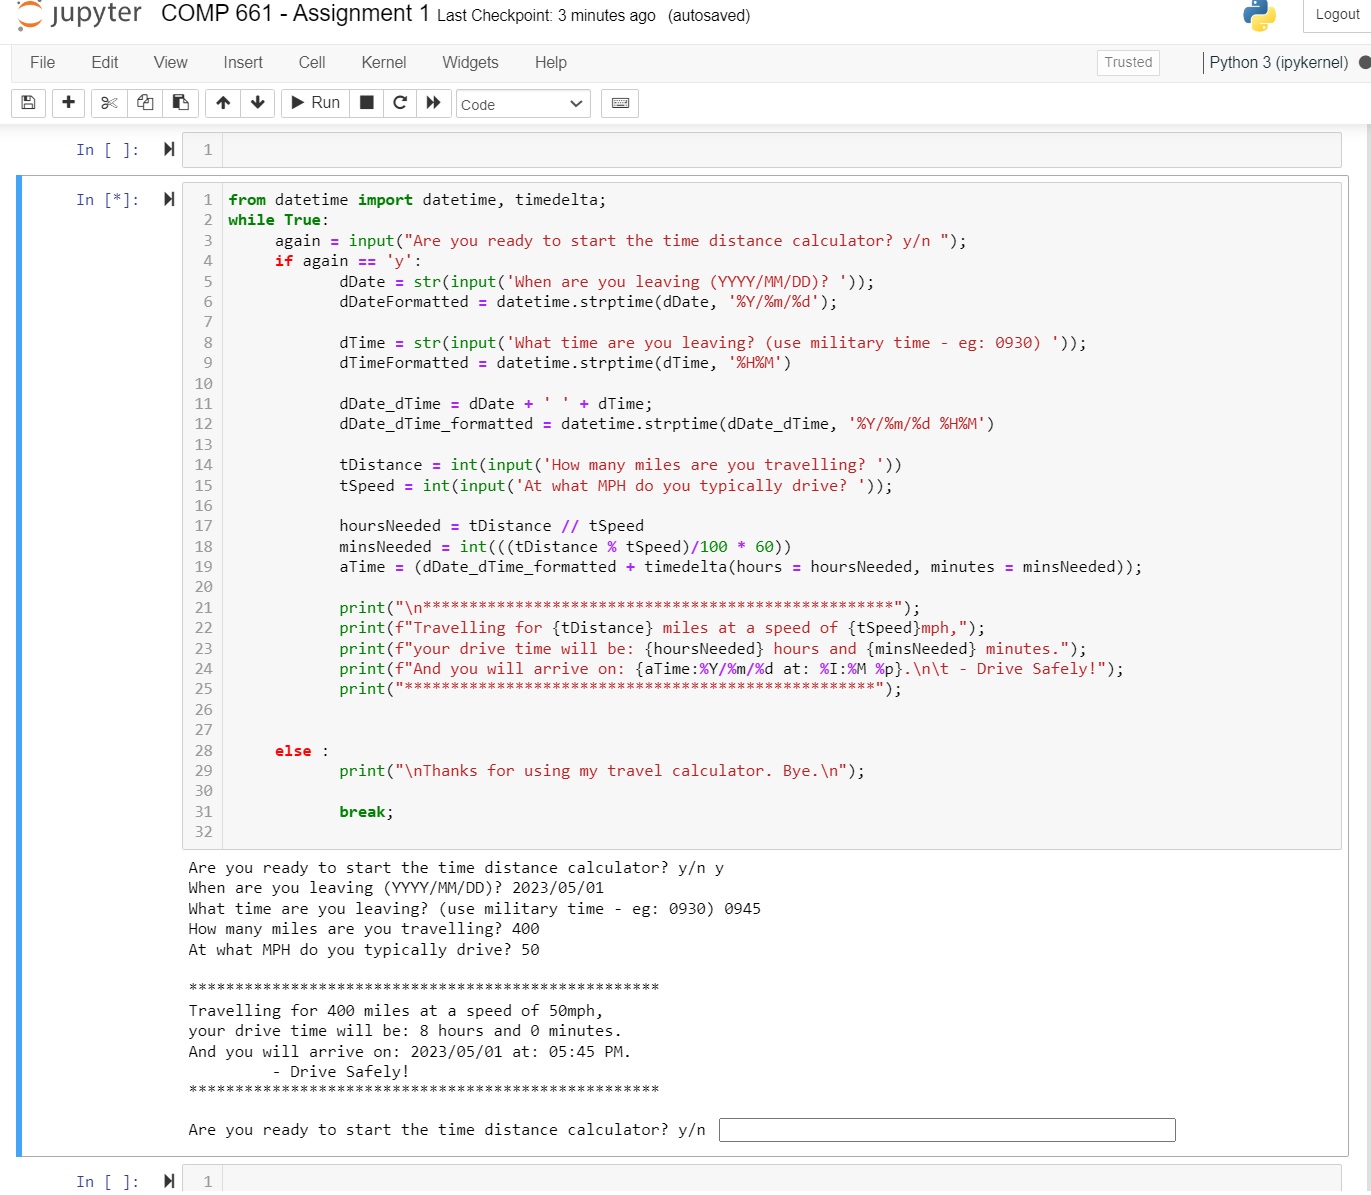 jupyter COMP 661 - Assignment 1 Last Checkpoint: 3 minutes ago (autosaved)
Logout
File Edit View Insert Cell Kernel Widgets Help
Trusted
Python 3 (ipykernel)
Run
Code
In [ ]: 1
In [*]: 1 from datetime import datetime, timedelta;
2 while True:
3 again = input("Are you ready to start the time distance calculator? y/n ");
4 if again == 'y':
5 dDate = str(input('When are you leaving (YYYY/MM/DD)? '));
6 dDateFormatted = datetime.strptime(dDate, '%Y/%m/%d');
7
8 dTime = str(input('What time are you leaving? (use military time - eg: 0930) '));
9 dTimeFormatted = datetime.strptime(dTime, '%H%M')
10
11 dDate_dTime = dDate + ' ' + dTime;
12 dDate_dTime_formatted = datetime.strptime(dDate_dTime, '%Y/%m/%d %H%M')
13
14 tDistance = int(input('How many miles are you travelling? '))
15 tSpeed = int(input('At what MPH do you typically drive? '));
16
17 hoursNeeded = tDistance // tSpeed
18 minsNeeded = int(((tDistance % tSpeed)/100 * 60))
19 aTime = (dDate_dTime_formatted + timedelta(hours = hoursNeeded, minutes = minsNeeded));
20
21 print("\n***************************************************");
22 print(f"Travelling for {tDistance} miles at a speed of {tSpeed}mph,");
23 print(f"your drive time will be: {hoursNeeded} hours and {minsNeeded} minutes.");
24 print(f"And you will arrive on: {aTime:%Y/%m/%d at: %I:%M %p}.\n\t - Drive Safely!");
25 print("***************************************************");
26
27
28 else :
29 print("\nThanks for using my travel calculator. Bye.\n");
30
31 break;
32
Are you ready to start the time distance calculator? y/n y
When are you leaving (YYYY/MM/DD)? 2023/05/01
What time are you leaving? (use military time - eg: 0930) 0945
How many miles are you travelling? 400
At what MPH do you typically drive? 50
***************************************************
Travelling for 400 miles at a speed of 50mph,
your drive time will be: 8 hours and 0 minutes.
And you will arrive on: 2023/05/01 at: 05:45 PM.
- Drive Safely!
***************************************************
Are you ready to start the time distance calculator? y/n
In [ ]: 1